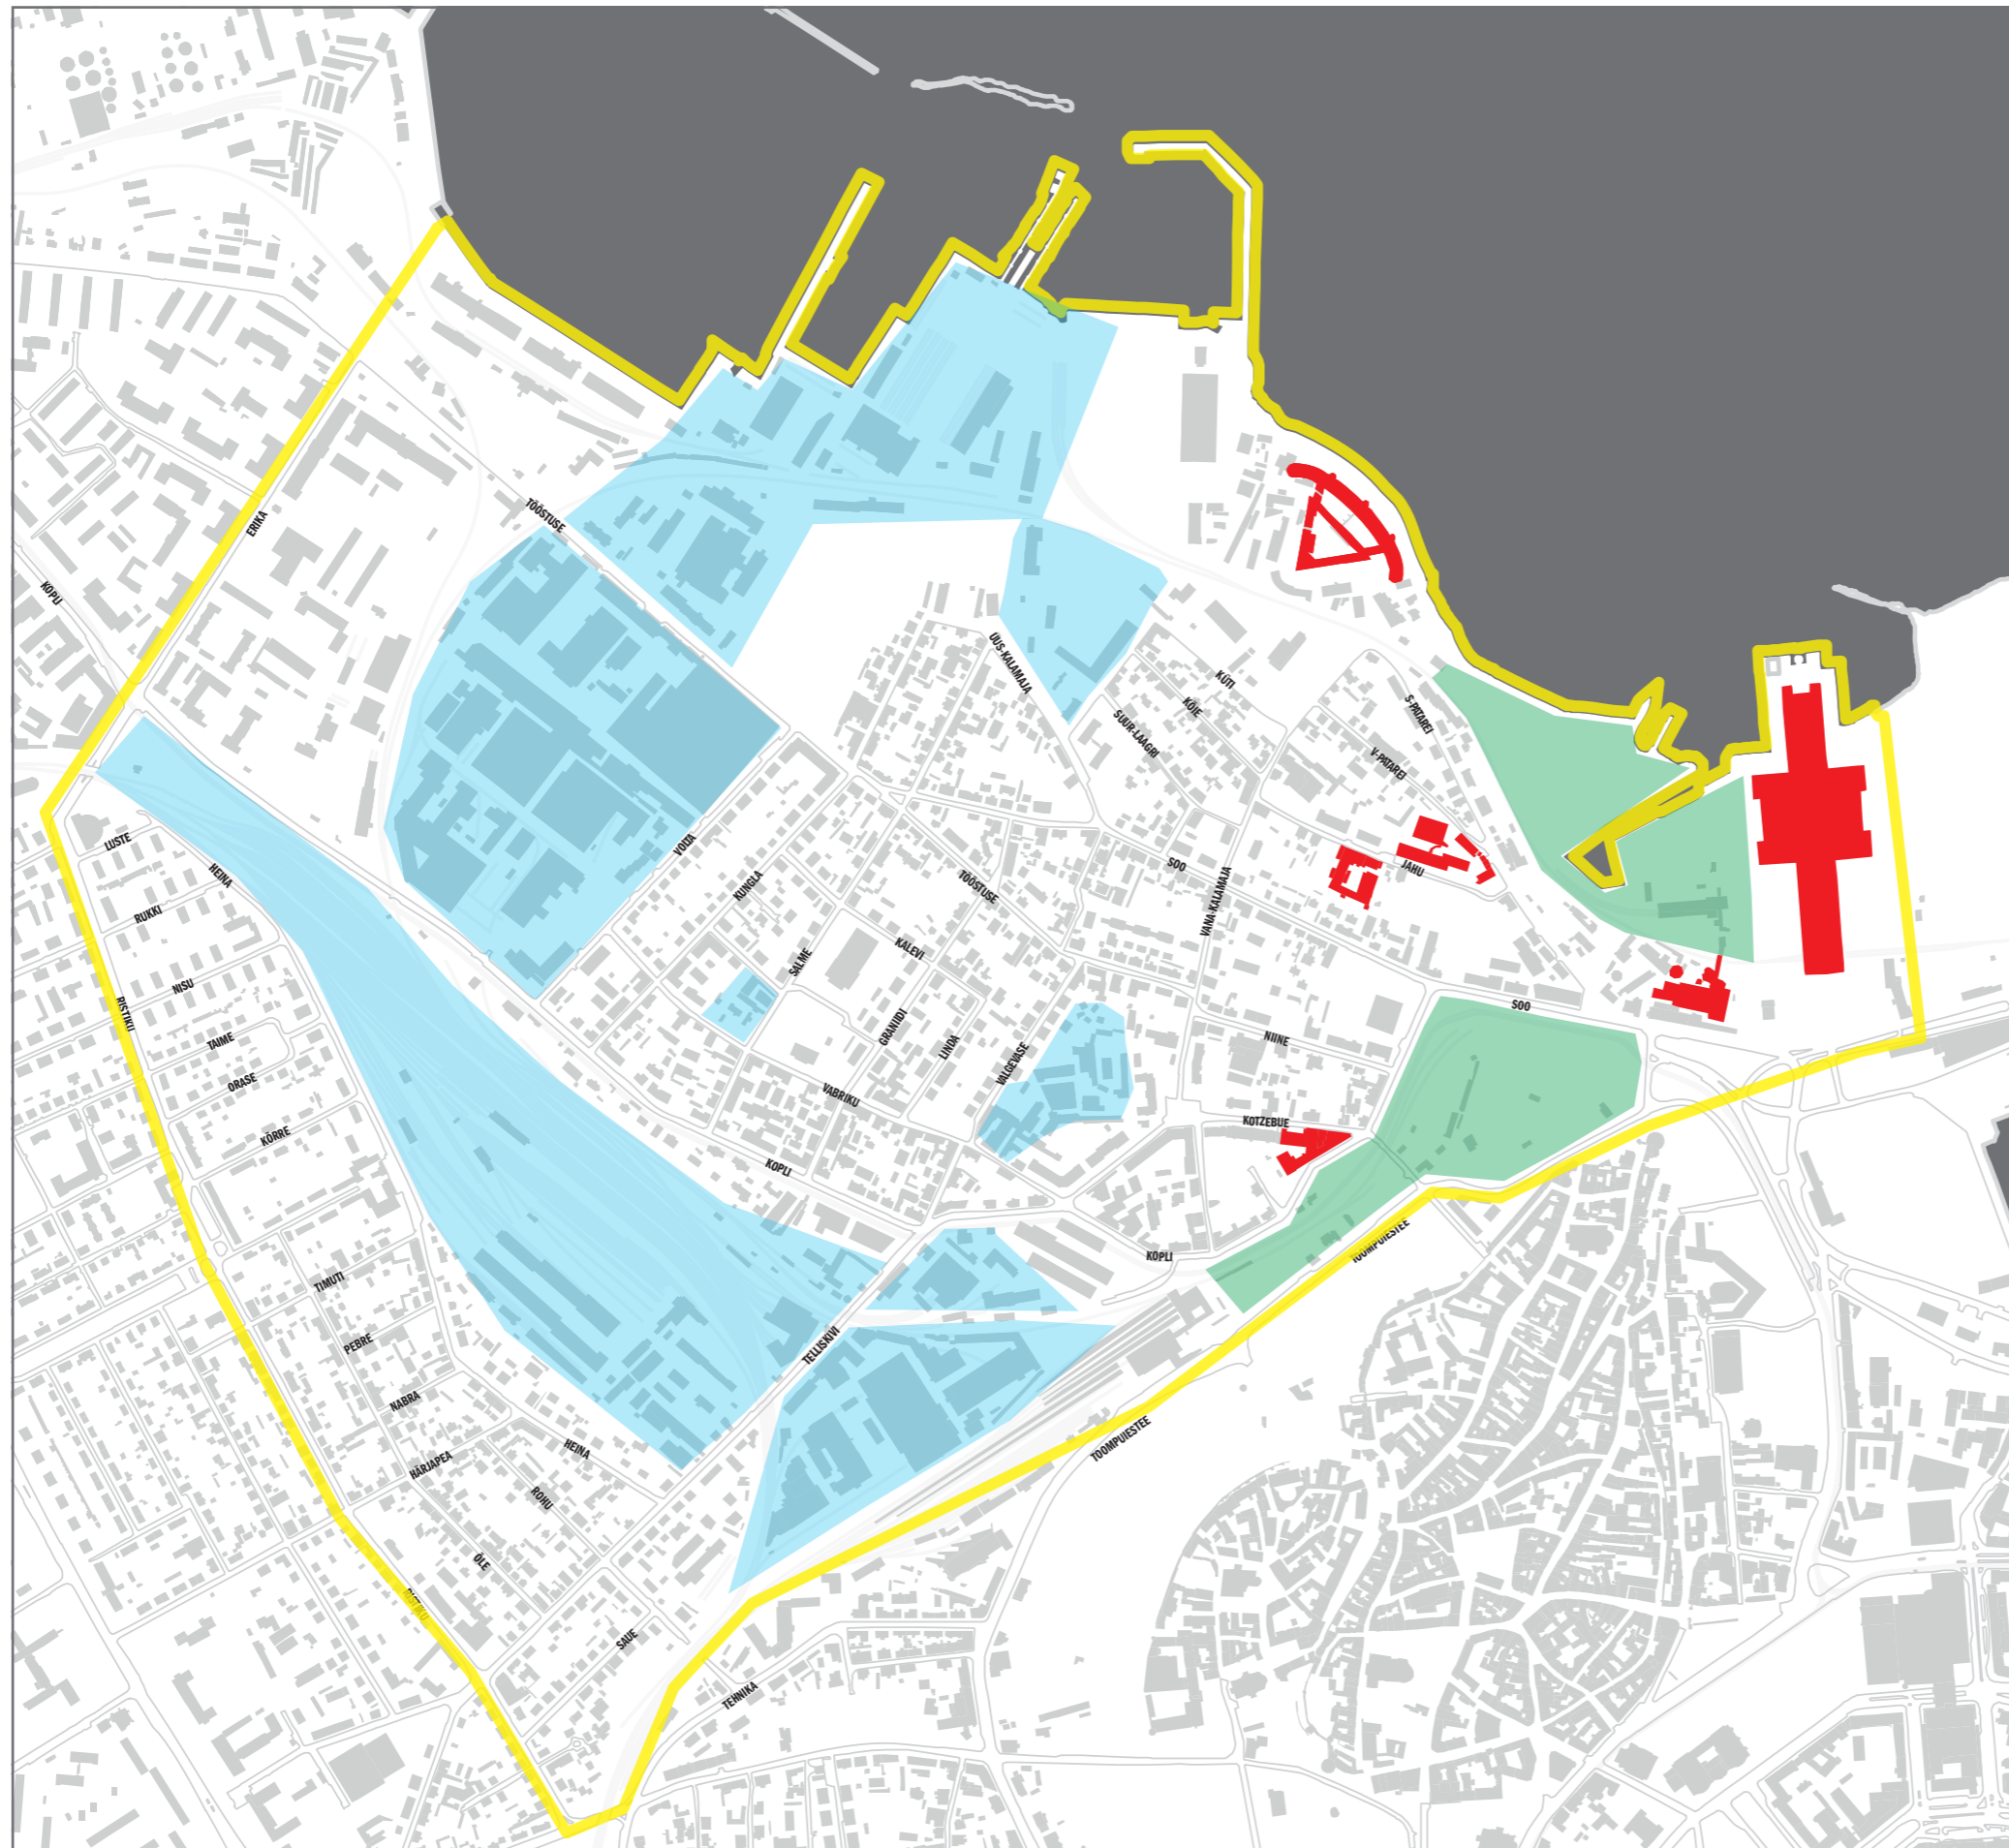 TÖÖSTUSE
ERIKA
KOPLI
UUS-KALAMAJA
KÜTI
KÖIE
S-PATAREI
SUUR-LAAGRI
V-PATAREI
LUSTE
HEINA
VOLTA
SOO
JAHU
KUNGLA
TÖÖSTUSE
VANA-KALAMAJA
RUKKI
KALEVI
SALME
NISU
RISTIKU
SOO
GRANIIDI
TAIME
LINDA
NIINE
VALGEVASE
ORASE
VABRIKU
KOTZEBUE
KÕRRE
KOPLI
TOOMPUIESTEE
KOPLI
TIMUTI
PEBRE
TELLISKIVI
NABRA
TOOMPUIESTEE
HEINA
HÄRJAPEA
ROHU
ÕLE
RISTIKU
SAUE
TEHNIKA